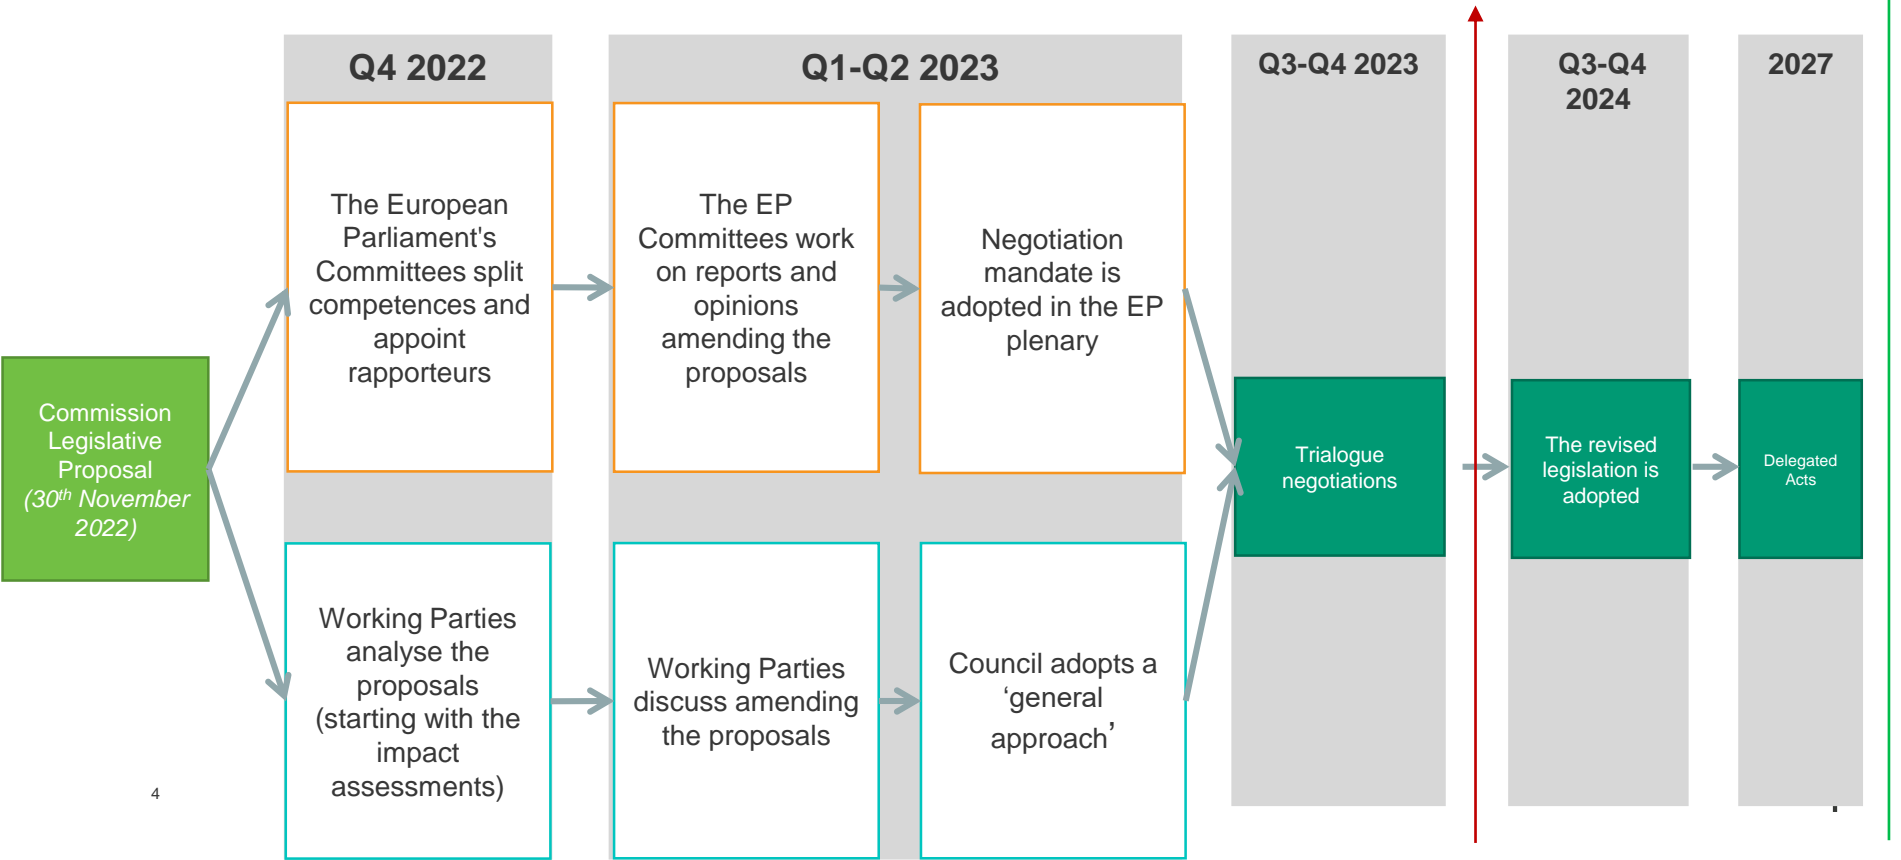 Q4 2022
Q1-Q2 2023
Q3-Q4 2023
Q3-Q4
2024
2027
Commission
Legislative
Proposal
(30th November
2022)
The European
Parliament's
Committees split
competences and
appoint
rapporteurs
The EP
Committees work
on reports and
opinions
amending the
proposals
Negotiation
mandate is
adopted in the EP
plenary
Working Parties
analyse the
proposals
(starting with the
impact
assessments)
Working Parties
discuss amending
the proposals
Council adopts a
‘general
approach’
Trialogue
negotiations
The revised
legislation is
adopted
Delegated
Acts
4